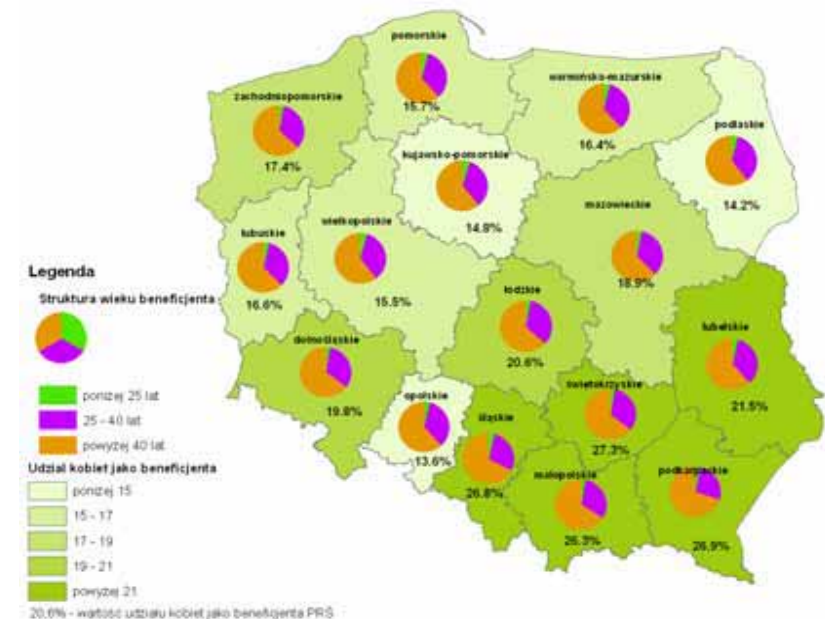 pomorskie
15.7%
warmińsko-mazurskie
16.4%
zachodniopomorskie
17.4%
podlaskie
14.2%
kujawsko-pomorskie
14.8%
mazowieckie
18.9%
wielkopolskie
15.5%
lubuskie
16.6%
łódzkie
20.6%
lubelskie
21.5%
dolnośląskie
19.8%
opolskie
13.6%
śląskie
26.8%
świetokrzyskie
27.3%
małopolskie
26.3%
podkarpackie
26.9%
Legenda
Struktura wieku beneficjenta
poniżej 25 lat
25 - 40 lat
powyżej 40 lat
Udział kobiet jako beneficjenta
poniżej 15
15 - 17
17 - 19
19 - 21
powyżej 21
20,6% - wartość udziału kobiet jako beneficjenta PRŚ